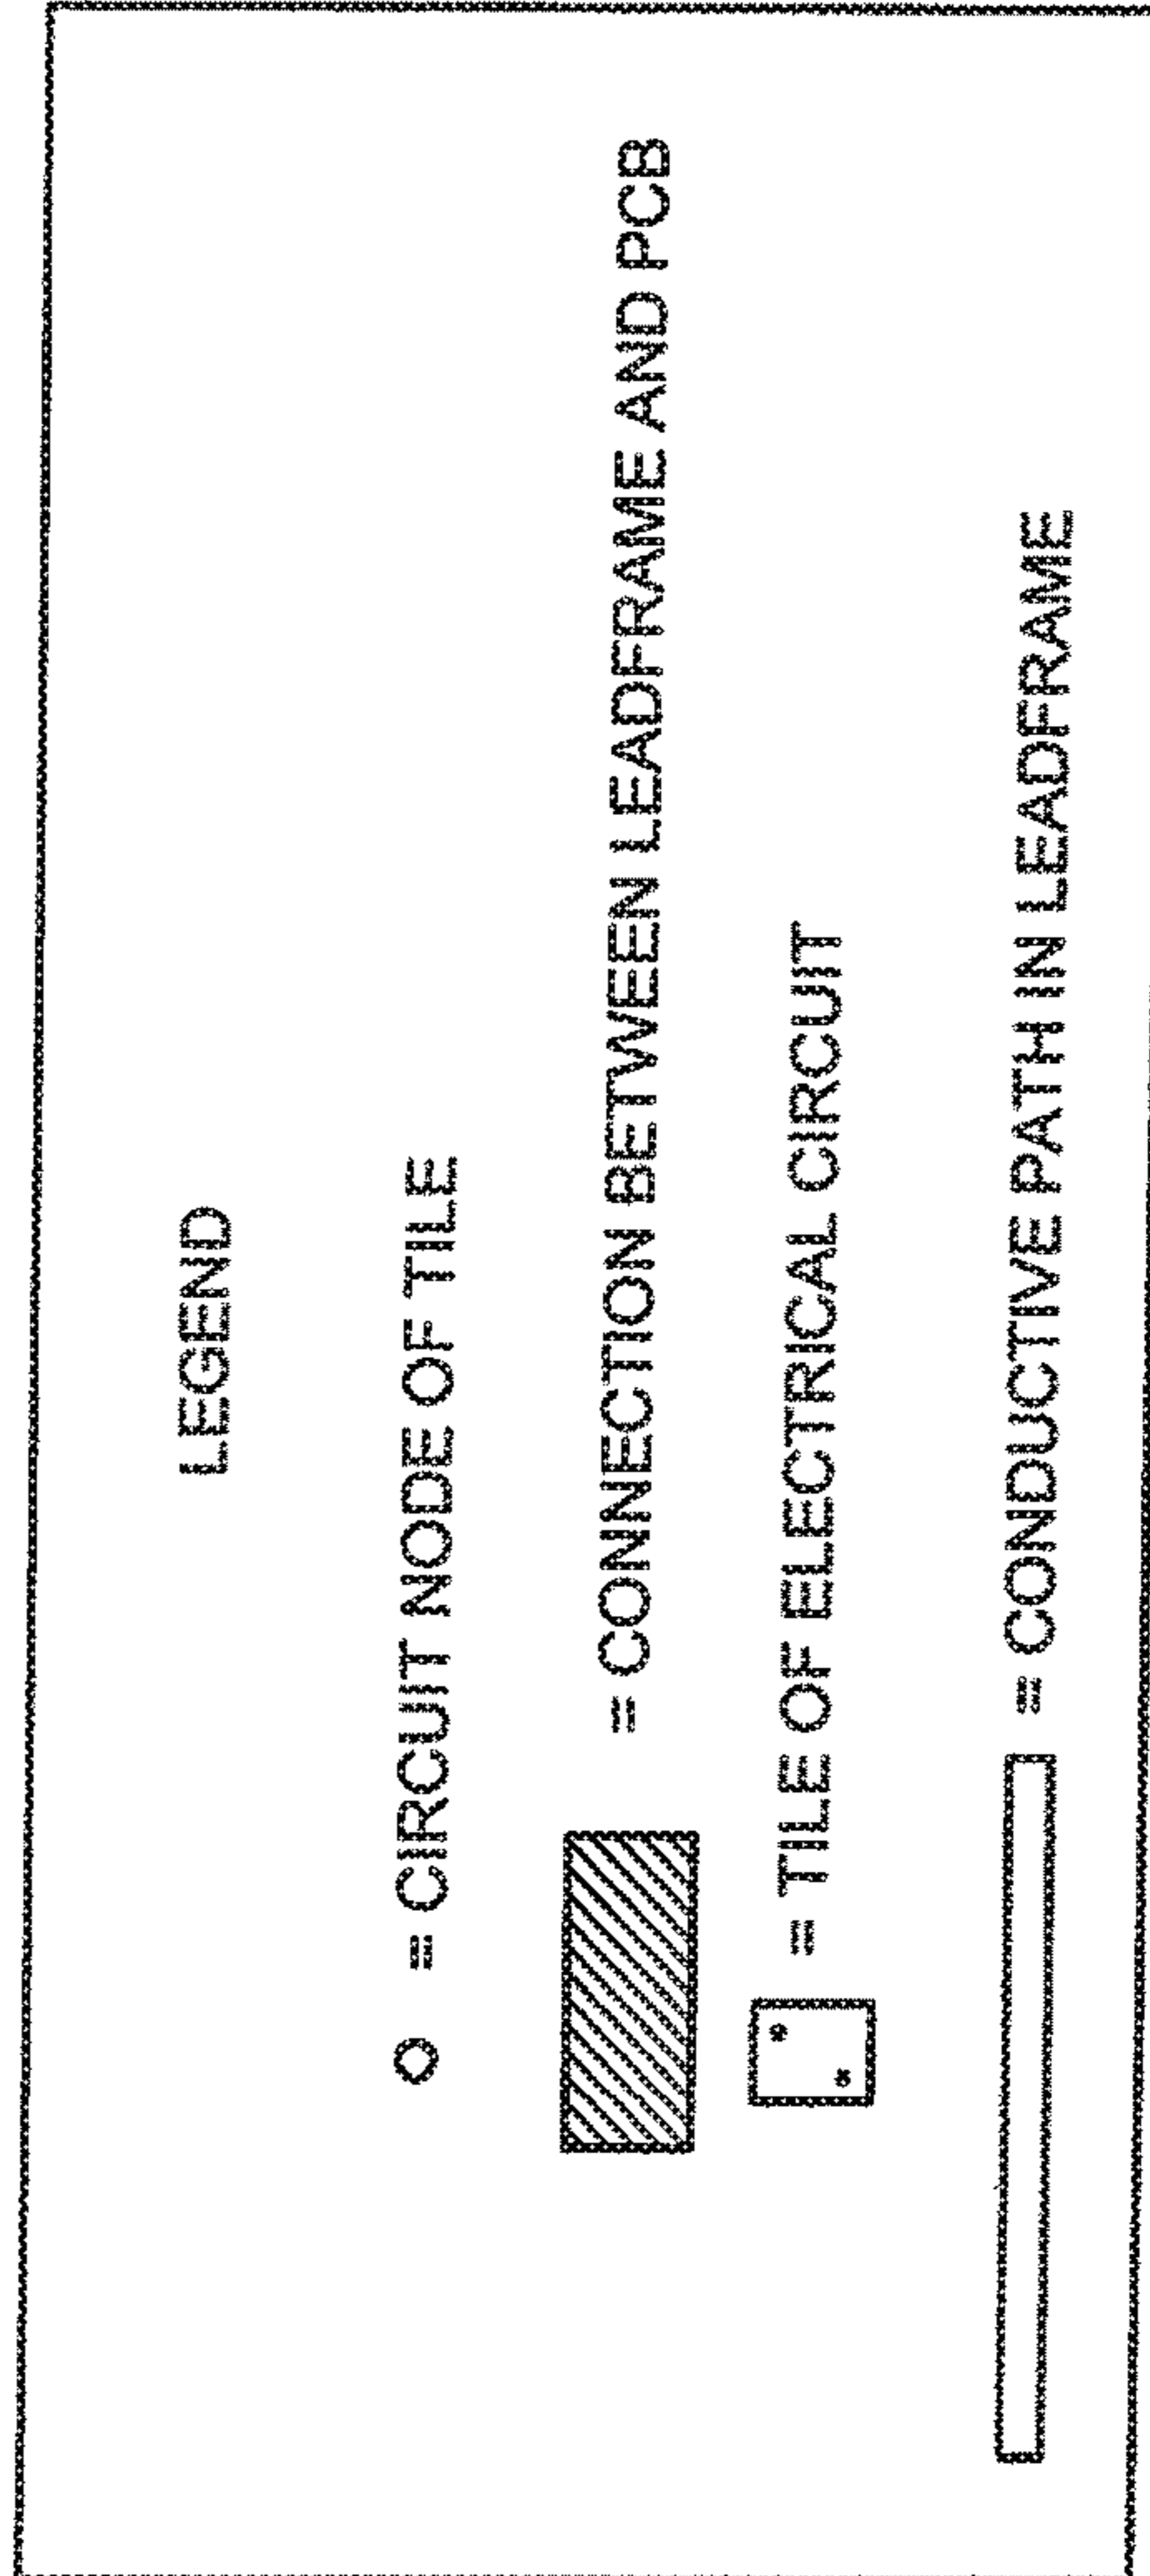 LEGEND
= CIRCUIT NODE OF TILE
= CONNECTION BETWEEN LEADFRAME AND PCB
= TILE OF ELECTRICAL CIRCUIT
= CONDUCTIVE PATH IN LEADFRAME